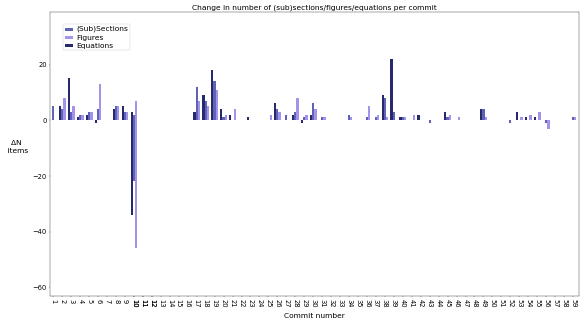 Change in number of (sub)sections/figures/equations per commit
(Sub)Sections
Figures
Equations
20
0
−20
−40
−60
ΔN
items
1 2 3 4 5 6 7 8 9 10 11 12 13 14 15 16 17 18 19 20 21 22 23 24 25 26 27 28 29 30 31 32 33 34 35 36 37 38 39 40 41 42 43 44 45 46 47 48 49 50 51 52 53 54 55 56 57 58 59
Commit number